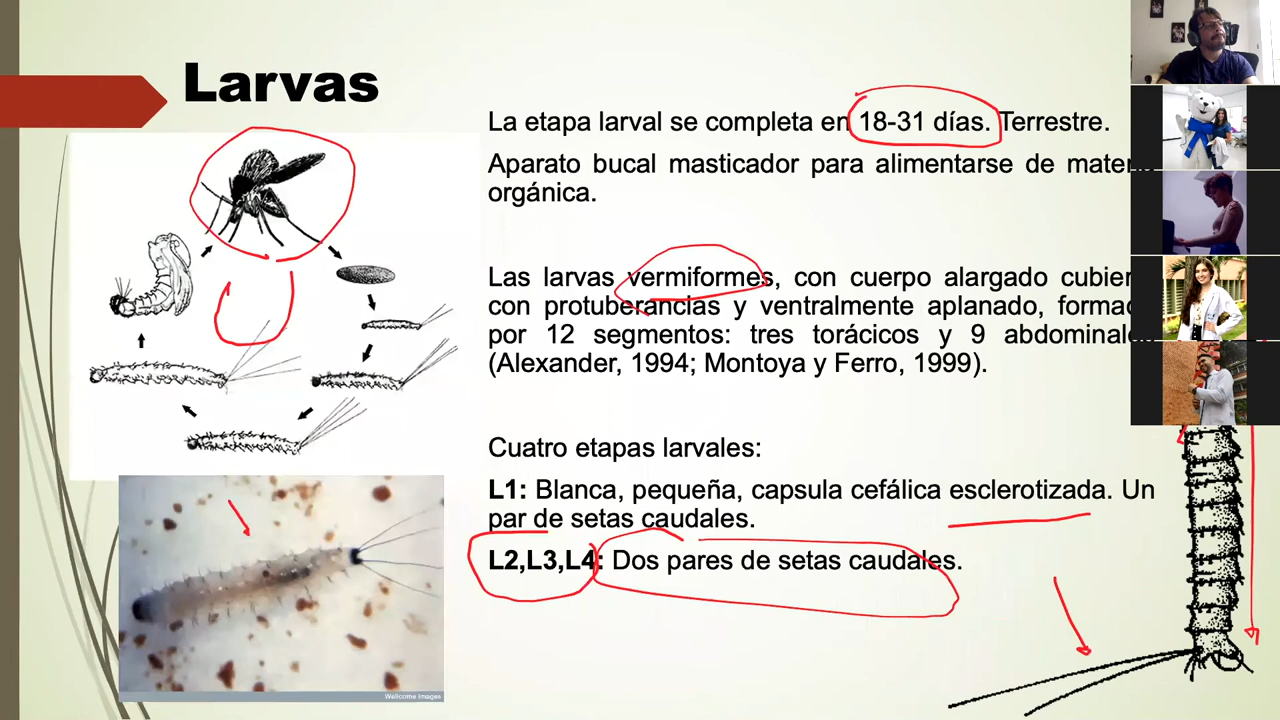 Larvas
La etapa larval se completa en 18-31 días. Terrestre.
Aparato bucal masticador para alimentarse de materi
orgánica.
Las larvas vermiformes, con cuerpo alargado cubier
con protuberancias y ventralmente aplanado, formad
por 12 segmentos: tres torácicos y 9 abdominale
(Alexander, 1994; Montoya y Ferro, 1999).
Cuatro etapas larvales:
L1: Blanca, pequeña, capsula cefálica esclerotizada. Un
par de setas caudales.
L2,L3,L4: Dos pares de setas caudales.
Wellcome Images